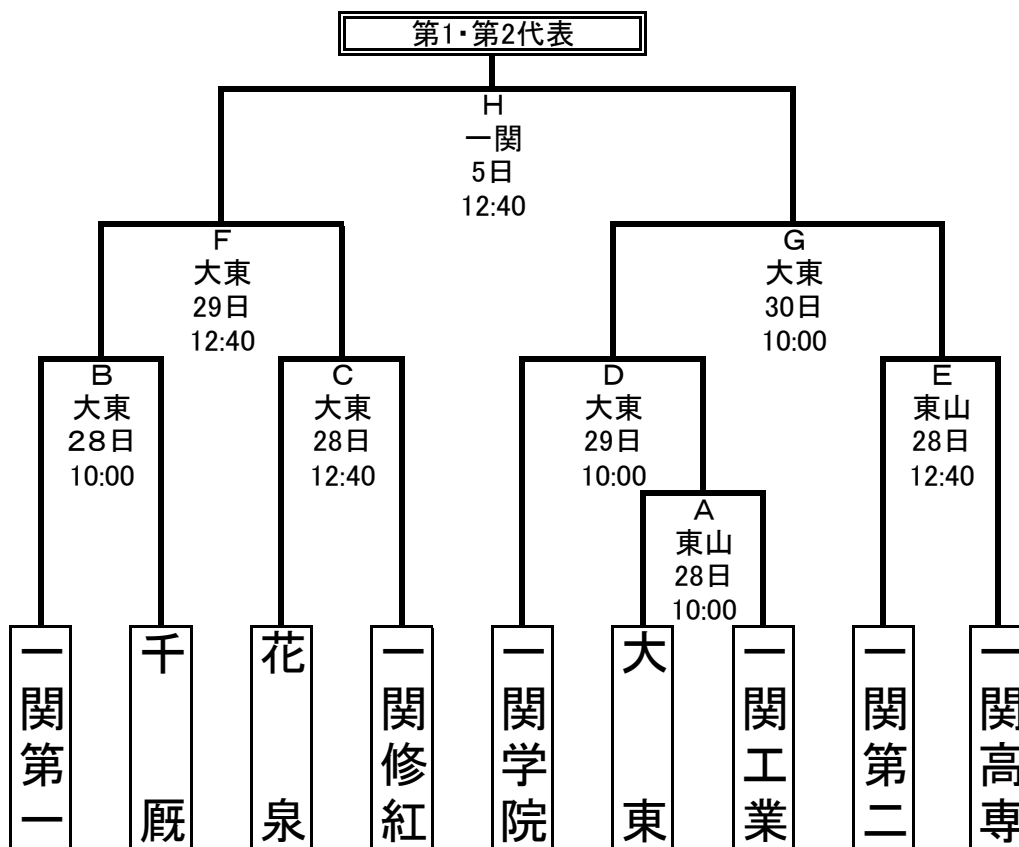 第1・第2代表
H
一関
5日
12:40
F
大東
29日
12:40
G
大東
30日
10:00
B
大東
28日
10:00
C
大東
28日
12:40
D
大東
29日
10:00
E
東山
28日
12:40
A
東山
28日
10:00
一関第一
千厩
花泉
一関修紅
一関学院
大東
一関工業
一関第二
一関高専